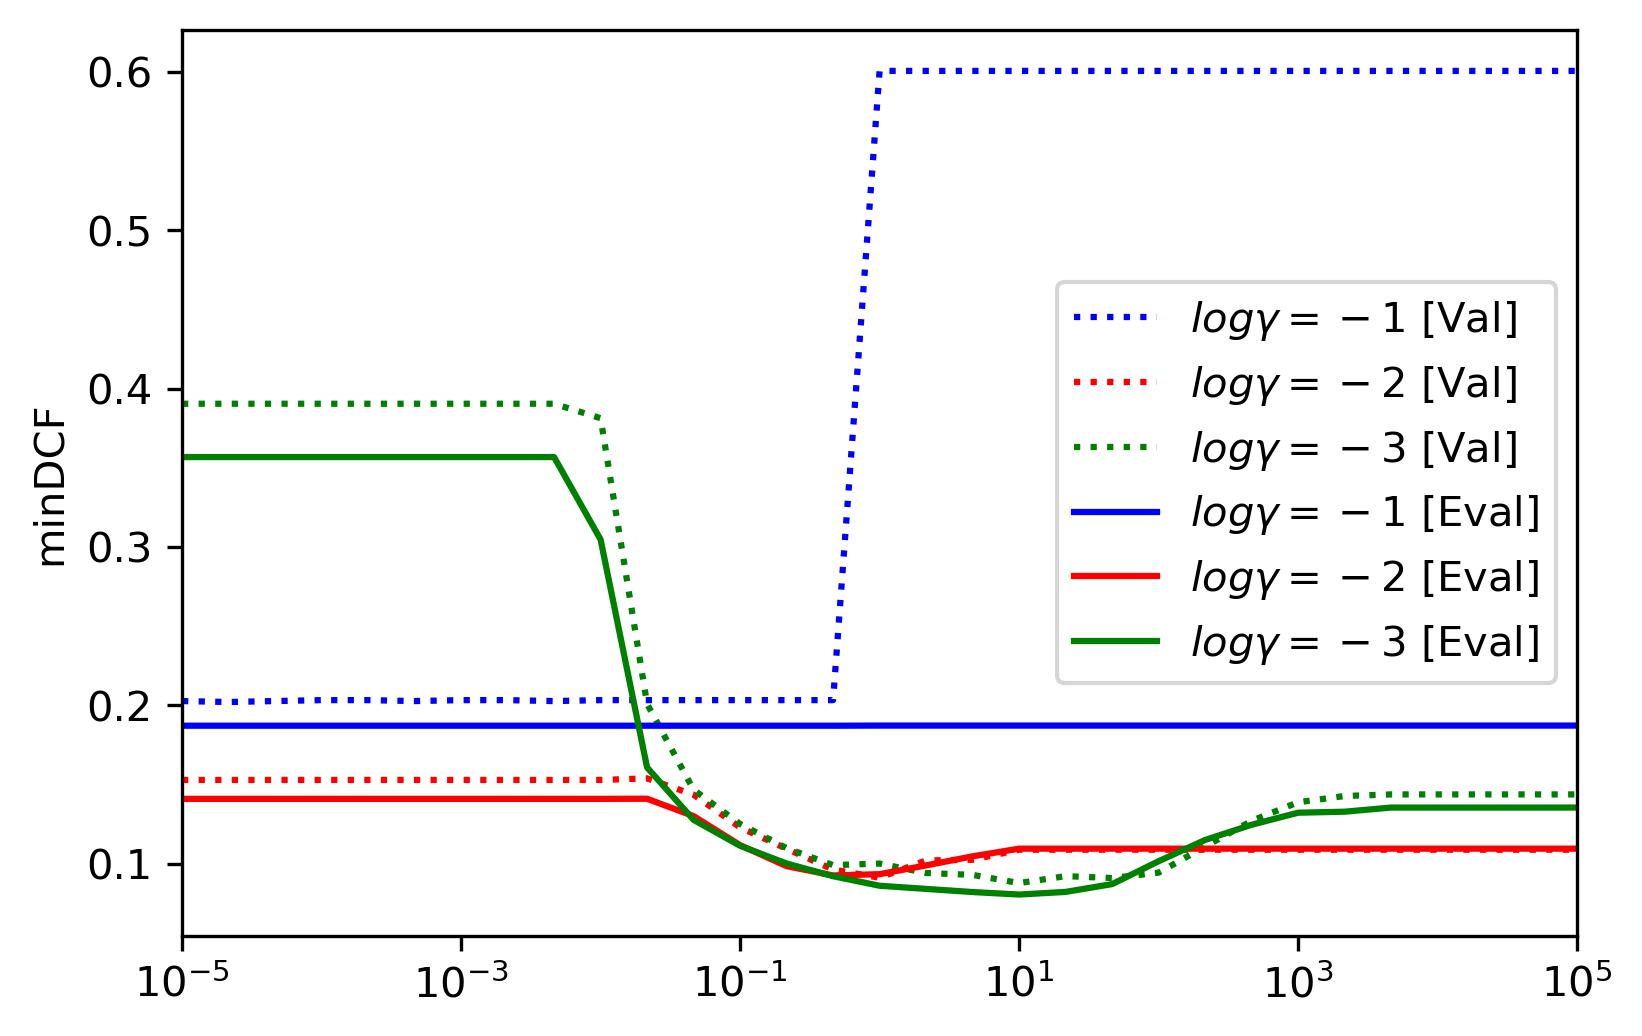 0.6
0.5
0.4
0.3
0.2
0.1
minDCF
logγ = −1 [Val]
logγ = −2 [Val]
logγ = −3 [Val]
logγ = −1 [Eval]
logγ = −2 [Eval]
logγ = −3 [Eval]
10⁻⁵ 10⁻³ 10⁻¹ 10¹ 10³ 10⁵